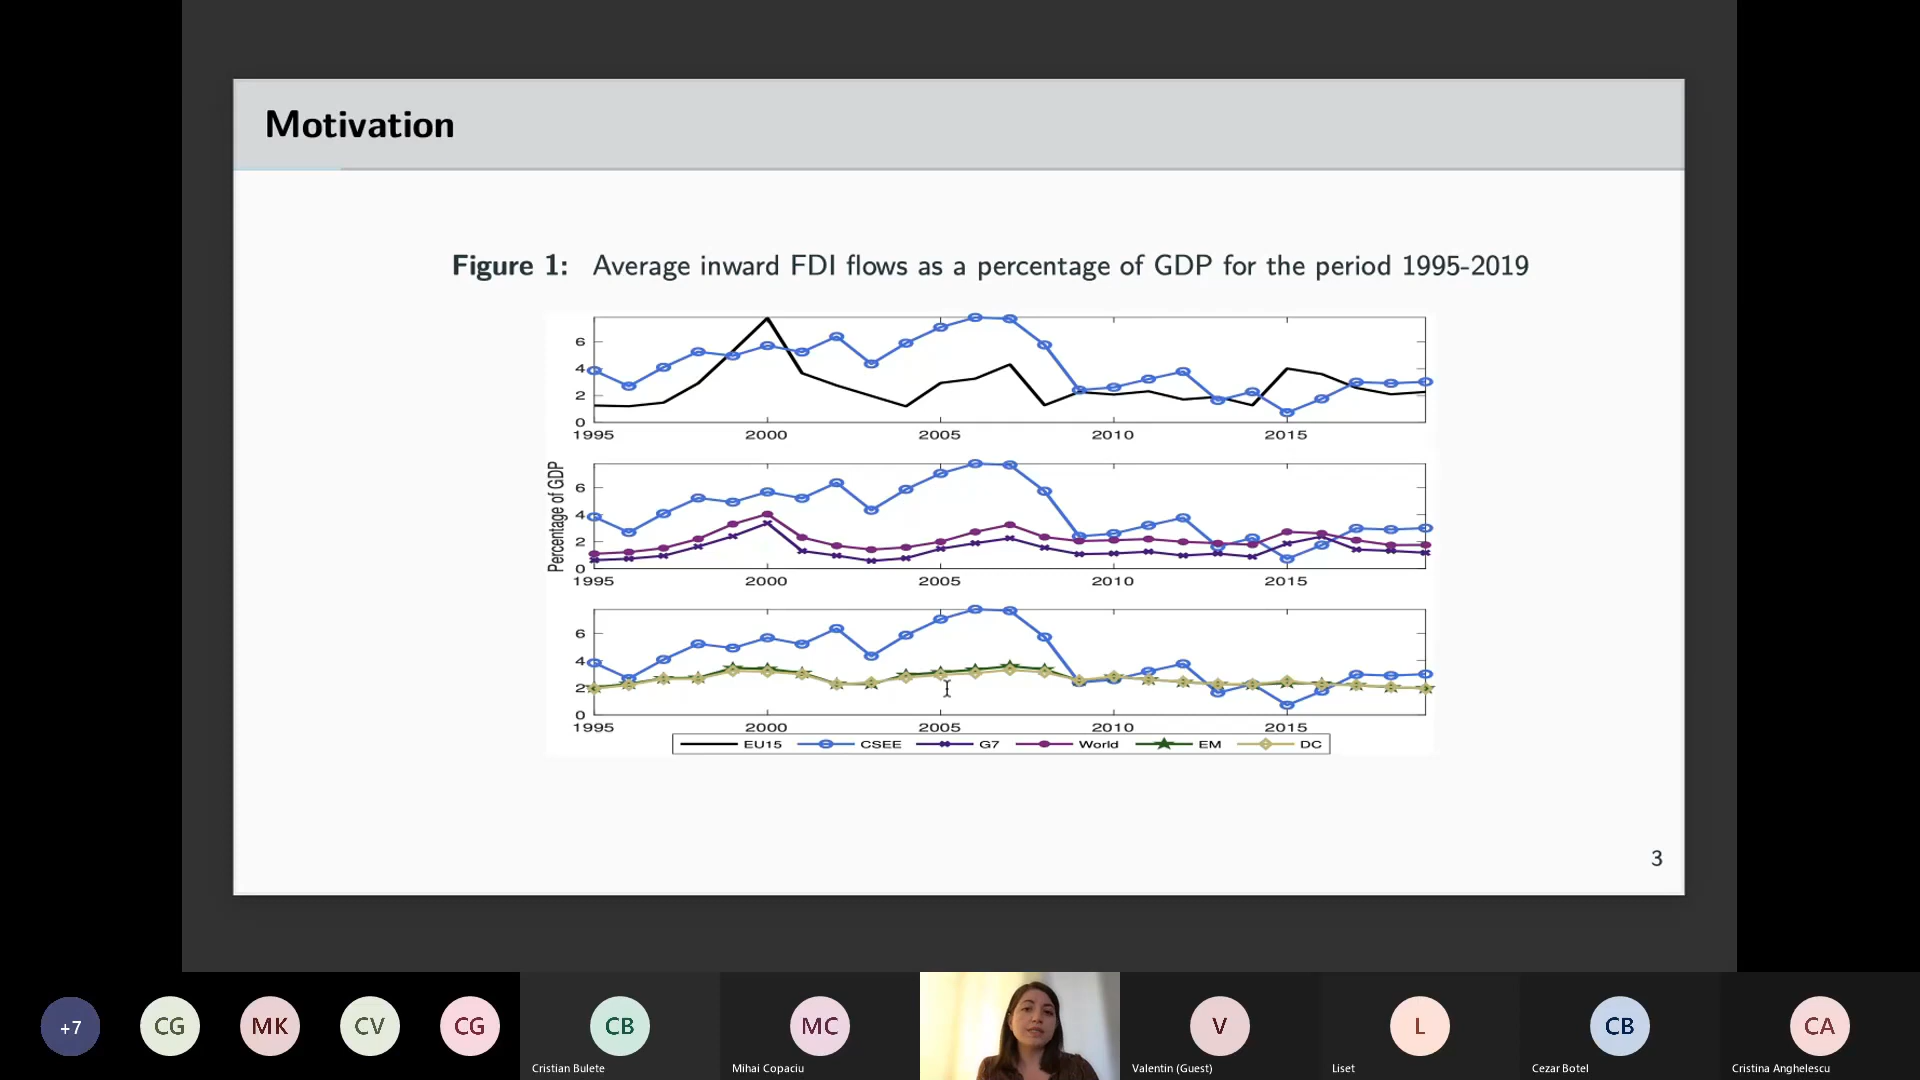 Motivation
Figure 1: Average inward FDI flows as a percentage of GDP for the period 1995-2019
6
4
2
0
1995 2000 2005 2010 2015
Percentage of GDP
6
4
2
0
1995 2000 2005 2010 2015
6
4
2
0
1995 2000 2005 2010 2015
EU15 CSEE G7 World EM DC
3
+7 CG MK CV CG CB MC V L CB CA
Cristian Bulete Mihai Copaciu Valentin (Guest) Liset Cezar Botel Cristina Anghelescu